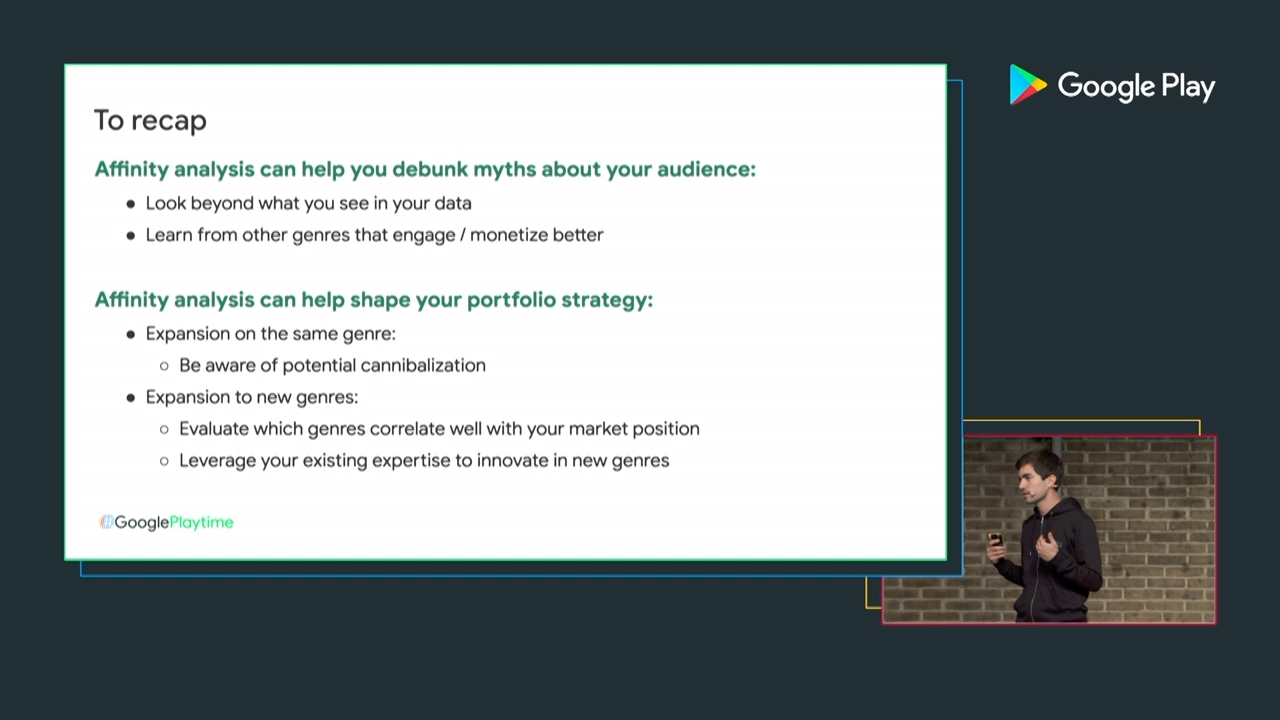 Google Play
To recap
Affinity analysis can help you debunk myths about your audience:
● Look beyond what you see in your data
● Learn from other genres that engage / monetize better
Affinity analysis can help shape your portfolio strategy:
● Expansion on the same genre:
○ Be aware of potential cannibalization
● Expansion to new genres:
○ Evaluate which genres correlate well with your market position
○ Leverage your existing expertise to innovate in new genres
#GooglePlaytime